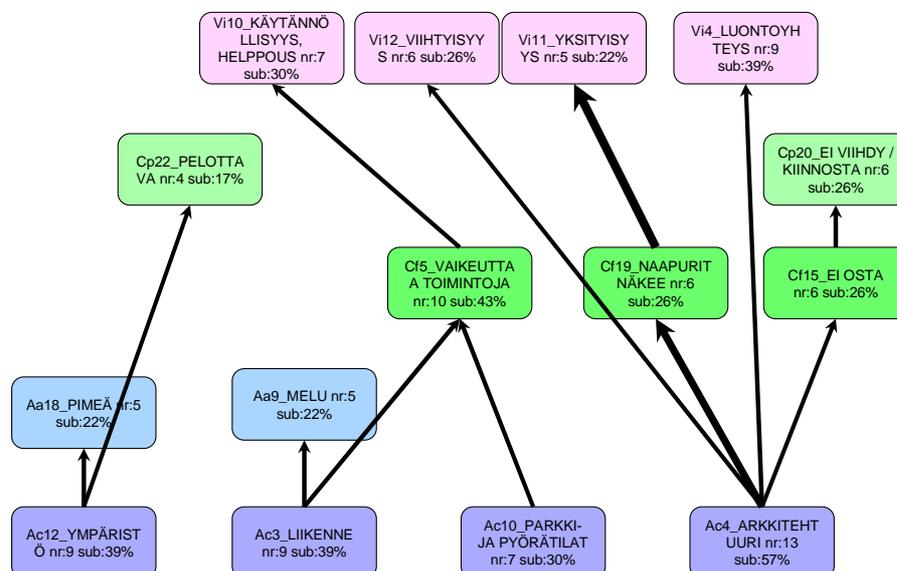 Vi10_KÄYTÄNNÖ
LLISYYS,
HELPPOUS nr:7
sub:30%
Vi12_VIIHTYISYY
S nr:6 sub:26%
Vi11_YKSITYISY
YS nr:5 sub:22%
Vi4_LUONTOYH
TEYS nr:9
sub:39%
Cp22_PELOTTA
VA nr:4 sub:17%
Cp20_EI VIIHDY /
KIINNOSTA nr:6
sub:26%
Cf5_VAIKEUTTA
A TOIMINTOJA
nr:10 sub:43%
Cf19_NAAPURIT
NÄKEE nr:6
sub:26%
Cf15_EI OSTA
nr:6 sub:26%
Aa18_PIMEÄ nr:5
sub:22%
Aa9_MELU nr:5
sub:22%
Ac12_YMPÄRIST
Ö nr:9 sub:39%
Ac3_LIIKENNE
nr:9 sub:39%
Ac10_PARKKI-
JA PYÖRÄTILAT
nr:7 sub:30%
Ac4_ARKKITEHT
UURI nr:13
sub:57%